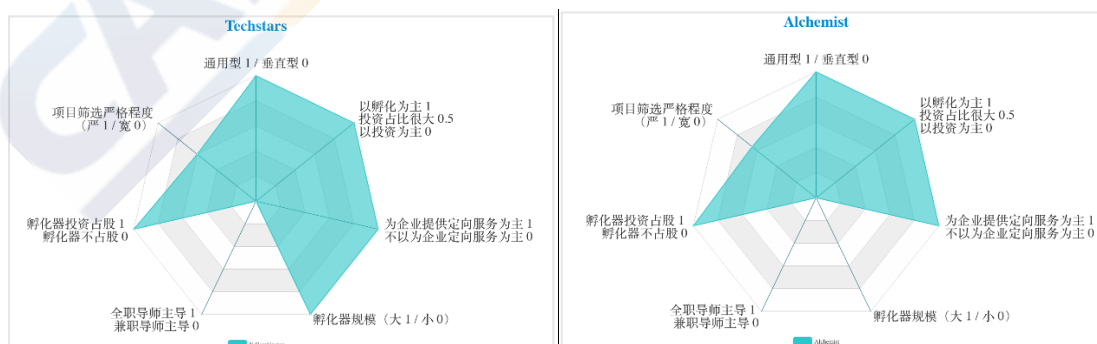 Techstars
通用型 1 / 垂直型 0
以孵化为主 1
投资占比很大 0.5
以投资为主 0
项目筛选严格程度
（严 1 / 宽 0）
为企业提供定向服务为主 1
不以为企业定向服务为主 0
孵化器投资占股 1
孵化器不占股 0
全职导师主导 1
兼职导师主导 0
孵化器规模（大 1 / 小 0）
Alchemist
通用型 1 / 垂直型 0
以孵化为主 1
投资占比很大 0.5
以投资为主 0
项目筛选严格程度
（严 1 / 宽 0）
为企业提供定向服务为主 1
不以为企业定向服务为主 0
孵化器投资占股 1
孵化器不占股 0
全职导师主导 1
兼职导师主导 0
孵化器规模（大 1 / 小 0）
Alchemist